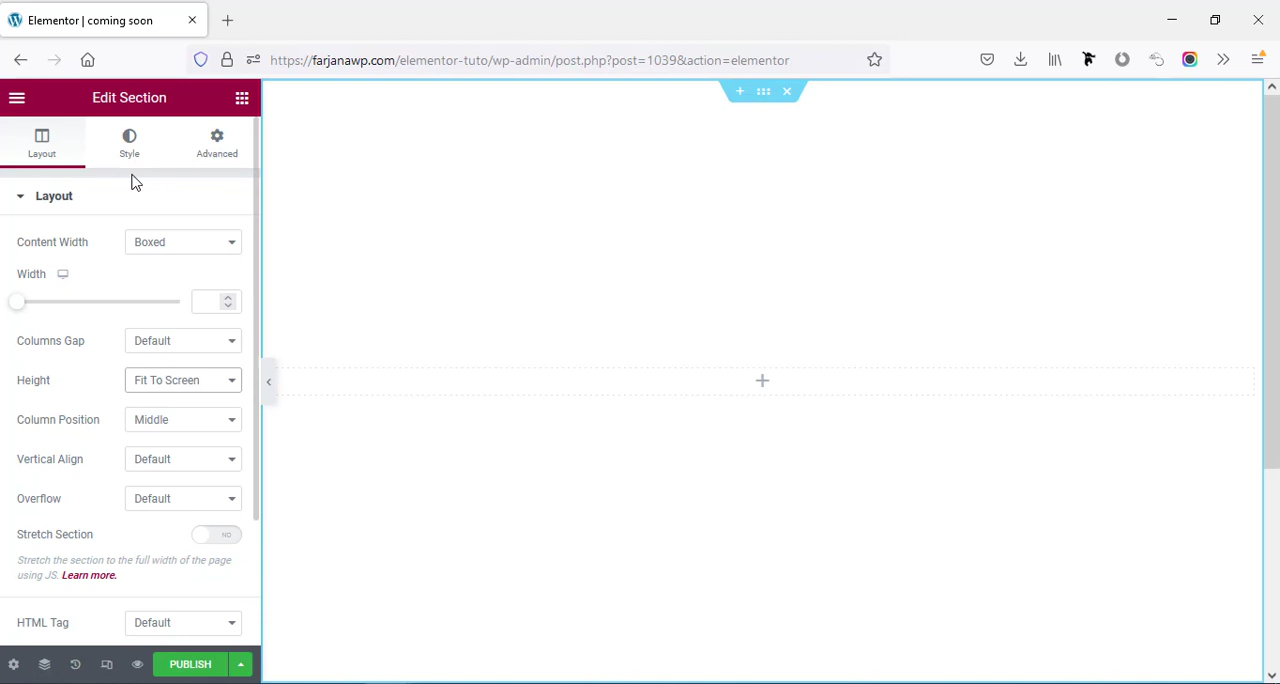 Elementor | coming soon
https://farjanawp.com/elementor-tuto/wp-admin/post.php?post=1039&action=elementor
Edit Section
Layout
Style
Advanced
Layout
Content Width
Boxed
Width
Columns Gap
Default
Height
Fit To Screen
Column Position
Middle
Vertical Align
Default
Overflow
Default
Stretch Section
NO
Stretch the section to the full width of the page
using JS. Learn more.
HTML Tag
Default
PUBLISH